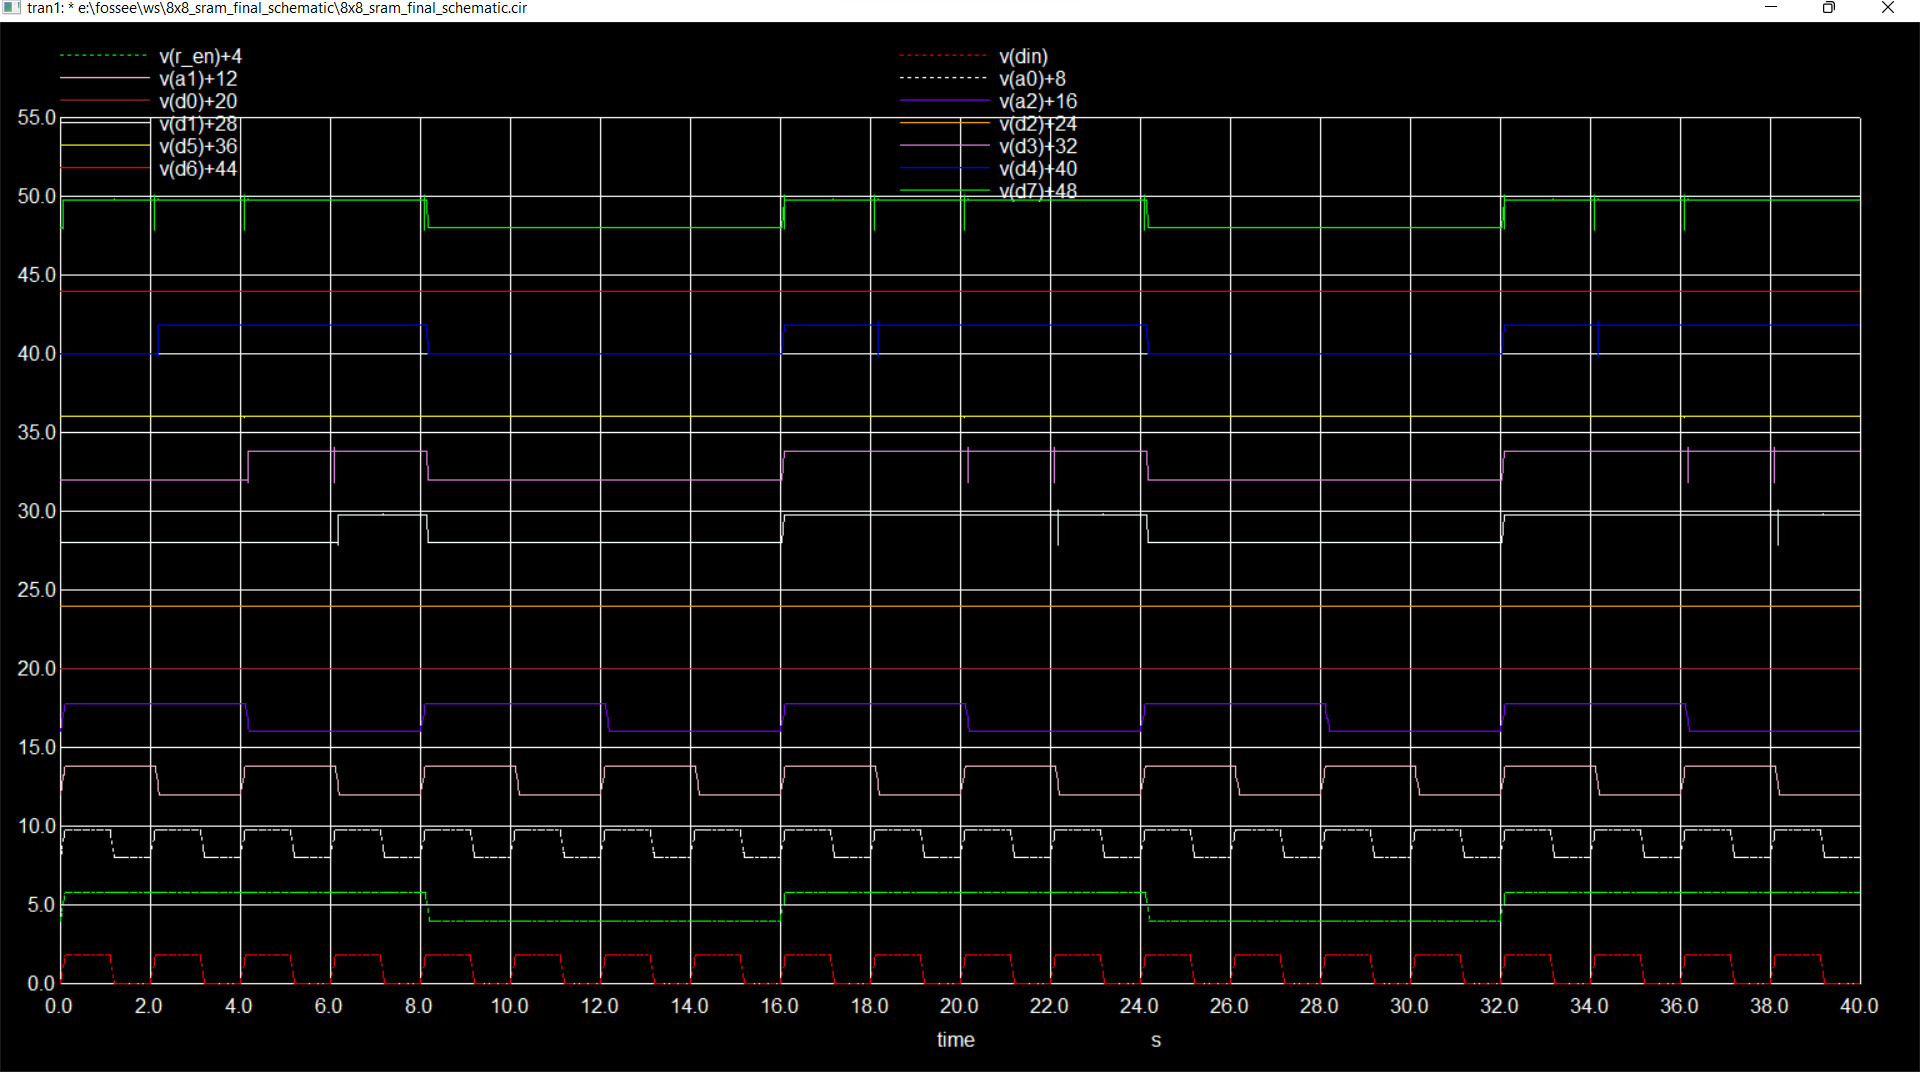 tran1: * e:\fossee\ws\8x8_sram_final_schematic\8x8_sram_final_schematic.cir
v(r_en)+4
v(a1)+12
v(d0)+20
v(d1)+28
v(d5)+36
v(d6)+44
v(din)
v(a0)+8
v(a2)+16
v(d2)+24
v(d3)+32
v(d4)+40
v(d7)+48
55.0
50.0
45.0
40.0
35.0
30.0
25.0
20.0
15.0
10.0
5.0
0.0
0.0 2.0 4.0 6.0 8.0 10.0 12.0 14.0 16.0 18.0 20.0 22.0 24.0 26.0 28.0 30.0 32.0 34.0 36.0 38.0 40.0
time s